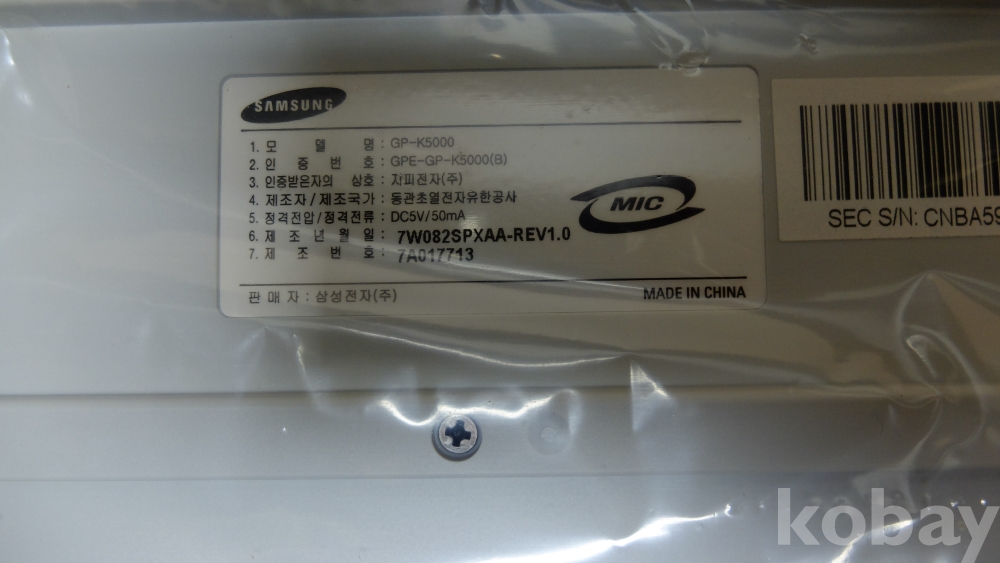 SAMSUNG
1. 모 델 명 : GP-K5000
2. 인 증 번 호 : GPE-GP-K5000(B)
3. 인증받은자의 상호 : 지피전자(주)
4. 제조자/제조국가 : 동관초열전자유한공사
5. 정격전압/정격전류 : DC5V/50mA
6. 제 조 년 월 일 : 7W082SPXAA-REV1.0
7. 제 조 번 호 : 7A017713
MIC
판 매 자 : 삼성전자(주)
MADE IN CHINA
SEC S/N: CNBA59
kobay